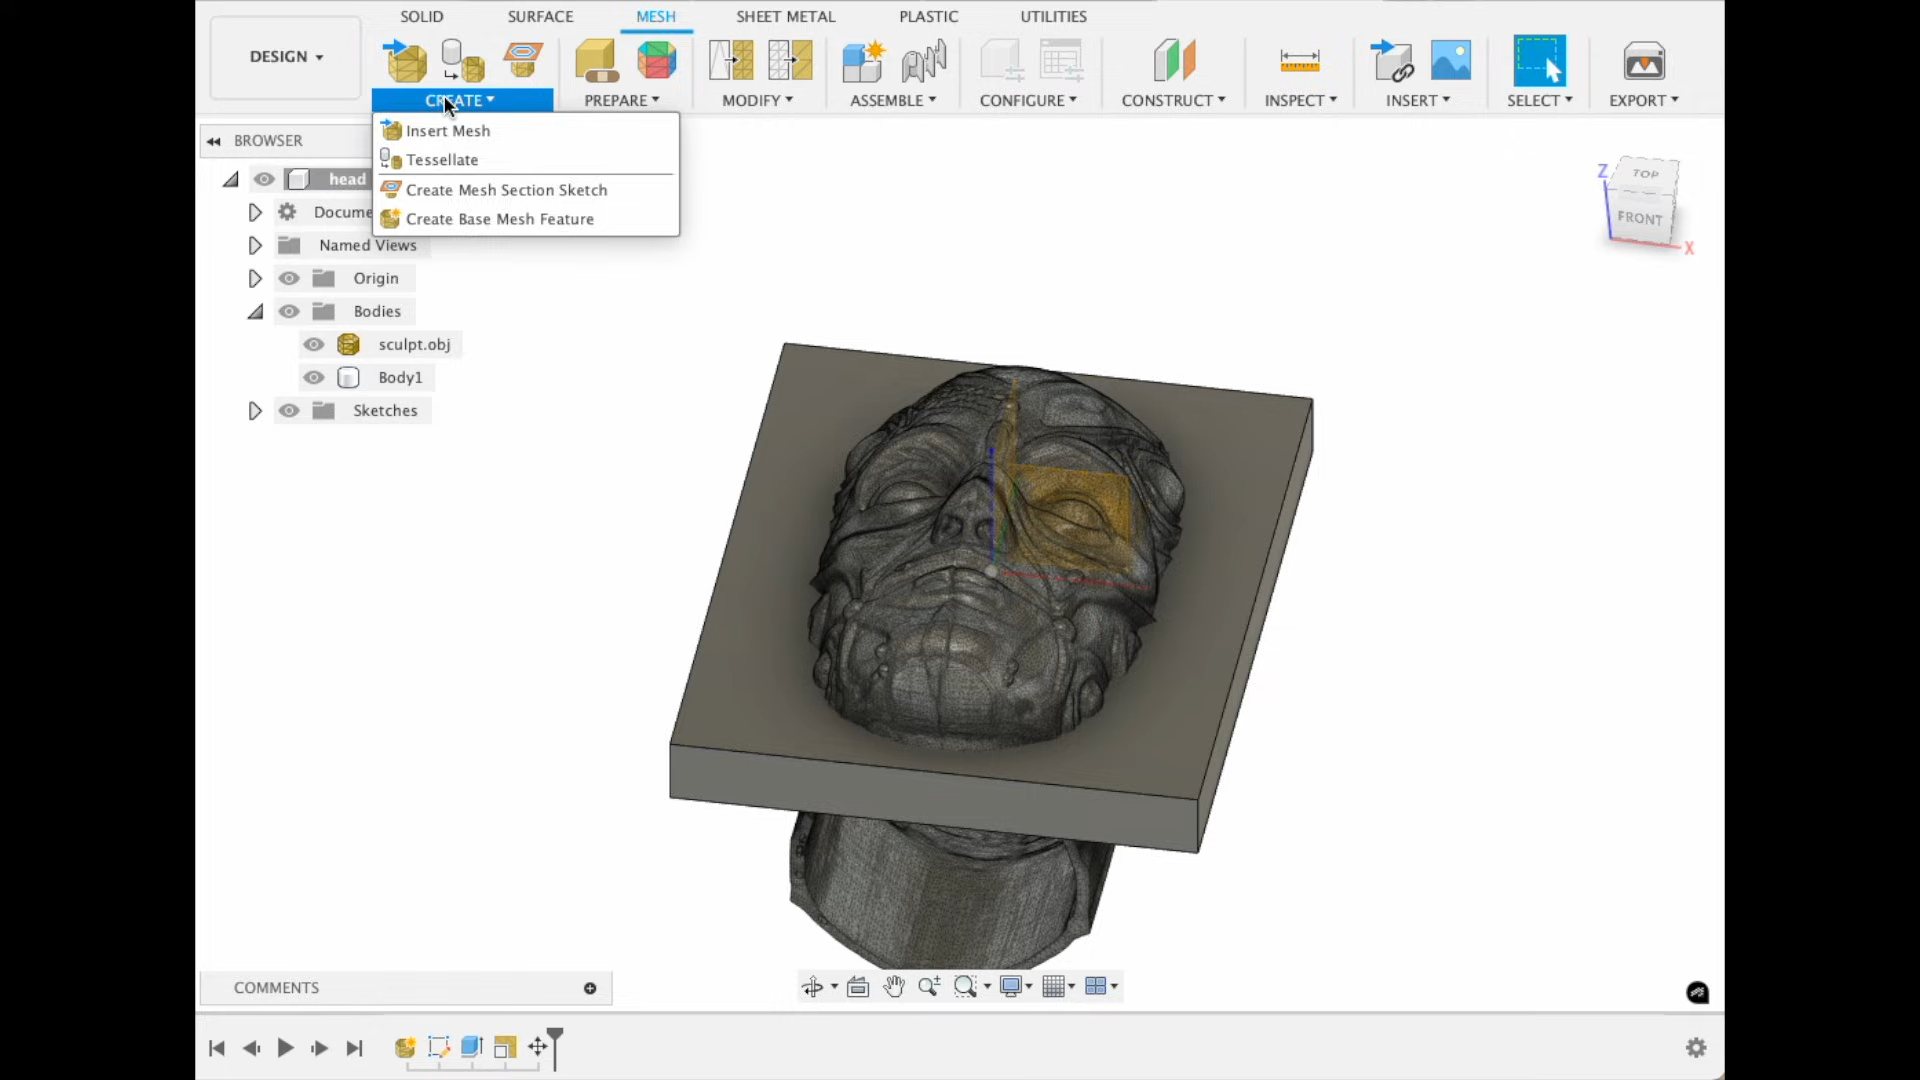 SOLID SURFACE MESH SHEET METAL PLASTIC UTILITIES
DESIGN
CREATE PREPARE MODIFY ASSEMBLE CONFIGURE CONSTRUCT INSPECT INSERT SELECT EXPORT
Insert Mesh
Tessellate
Create Mesh Section Sketch
Create Base Mesh Feature
BROWSER
head
Docume
Named Views
Origin
Bodies
sculpt.obj
Body1
Sketches
Z
TOP
FRONT
X
COMMENTS